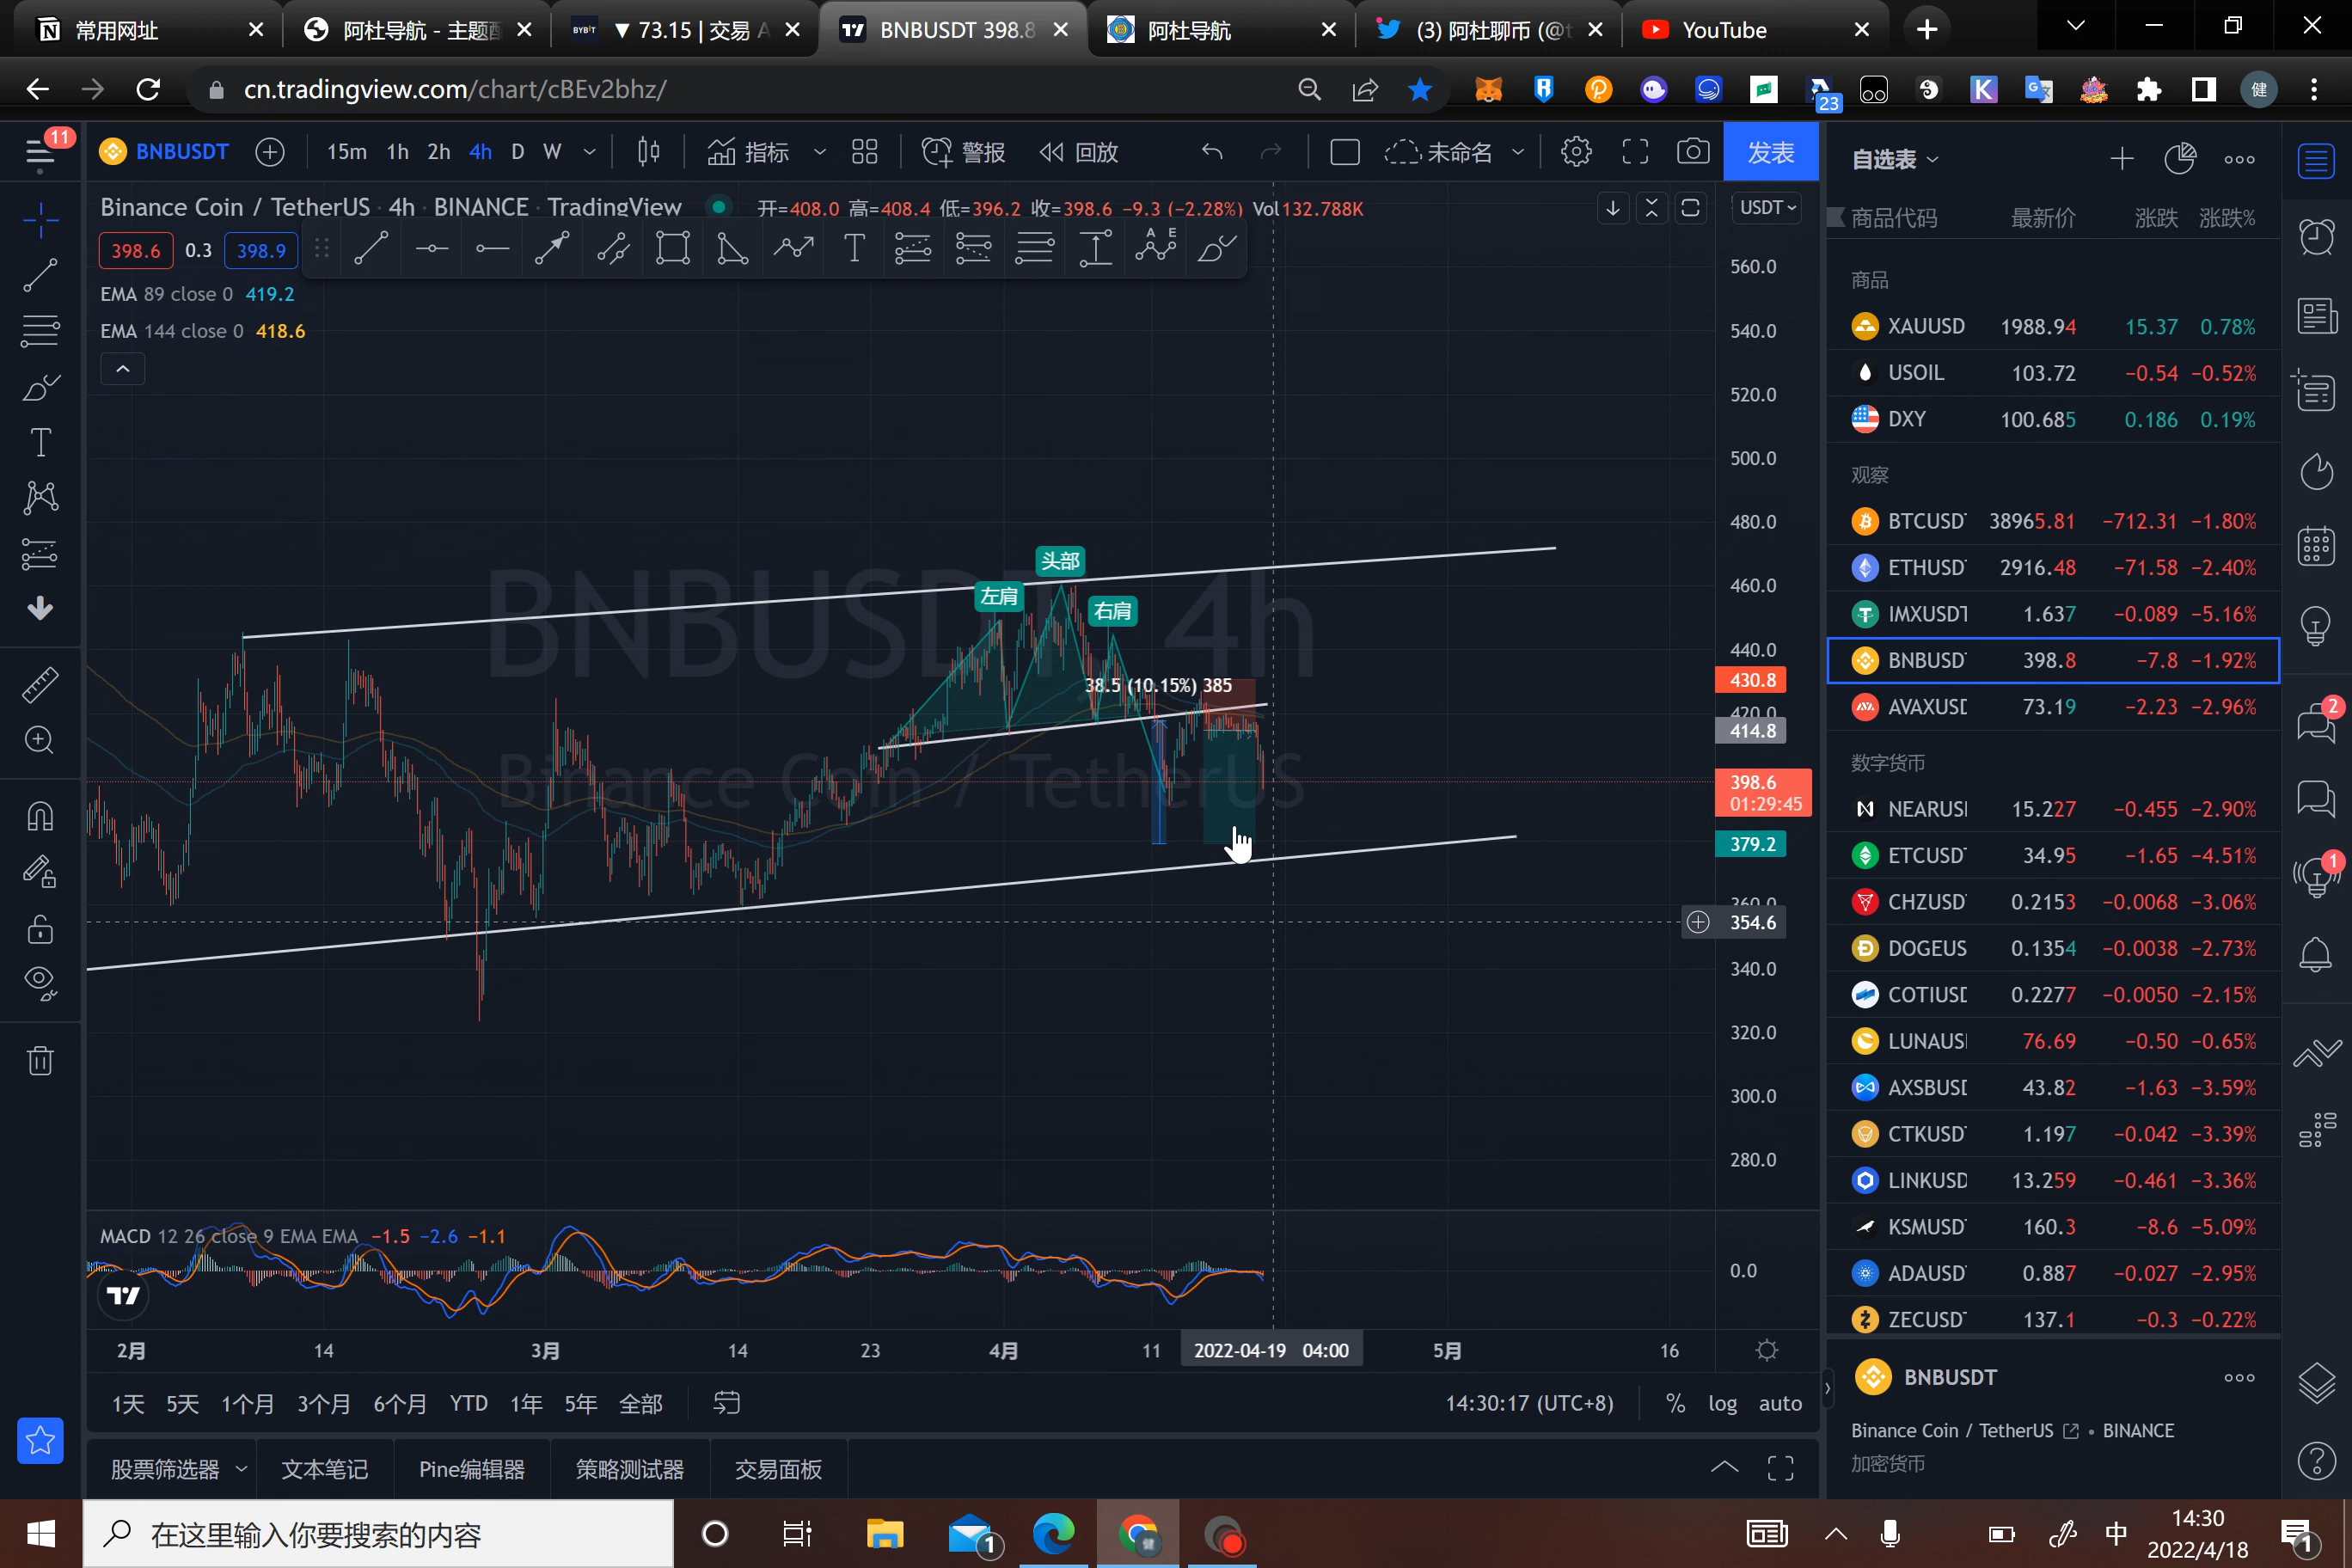 常用网址
阿杜导航 - 主题配
BYBIT ▼ 73.15 | 交易 A
BNBUSDT 398.8
阿杜导航
(3) 阿杜聊币 (@t
YouTube
cn.tradingview.com/chart/cBEv2bhz/
23
健
11
BNBUSDT 15m 1h 2h 4h D W 指标 警报 回放 未命名 发表
Binance Coin / TetherUS · 4h · BINANCE · TradingView 开=408.0 高=408.4 低=396.2 收=398.6 −9.3 (−2.28%) Vol132.788K
USDT
398.6 0.3 398.9
EMA 89 close 0 419.2
EMA 144 close 0 418.6
BNBUSDT 4h
Binance Coin / TetherUS
头部
左肩
右肩
38.5 (10.15%) 385
560.0
540.0
520.0
500.0
480.0
460.0
440.0
430.8
420.0
414.8
398.6
01:29:45
379.2
360.0
354.6
340.0
320.0
300.0
280.0
MACD 12 26 close 9 EMA EMA −1.5 −2.6 −1.1
0.0
2月 14 3月 14 23 4月 11 2022-04-19 04:00 5月 16
1天 5天 1个月 3个月 6个月 YTD 1年 5年 全部 14:30:17 (UTC+8) % log auto
股票筛选器 文本笔记 Pine编辑器 策略测试器 交易面板
自选表
商品代码 最新价 涨跌 涨跌%
商品
XAUUSD 1988.94 15.37 0.78%
USOIL 103.72 −0.54 −0.52%
DXY 100.685 0.186 0.19%
观察
BTCUSD 38965.81 −712.31 −1.80%
ETHUSD 2916.48 −71.58 −2.40%
IMXUSDT 1.637 −0.089 −5.16%
BNBUSD 398.8 −7.8 −1.92%
AVAXUSD 73.19 −2.23 −2.96%
数字货币
NEARUS 15.227 −0.455 −2.90%
ETCUSD 34.95 −1.65 −4.51%
CHZUSD 0.2153 −0.0068 −3.06%
DOGEUS 0.1354 −0.0038 −2.73%
COTIUSD 0.2277 −0.0050 −2.15%
LUNAUS 76.69 −0.50 −0.65%
AXSBUSD 43.82 −1.63 −3.59%
CTKUSD 1.197 −0.042 −3.39%
LINKUSD 13.259 −0.461 −3.36%
KSMUSD 160.3 −8.6 −5.09%
ADAUSD 0.887 −0.027 −2.95%
ZECUSD 137.1 −0.3 −0.22%
BNBUSDT
Binance Coin / TetherUS • BINANCE
加密货币
2
1
在这里输入你要搜索的内容
1
中
14:30
2022/4/18
1